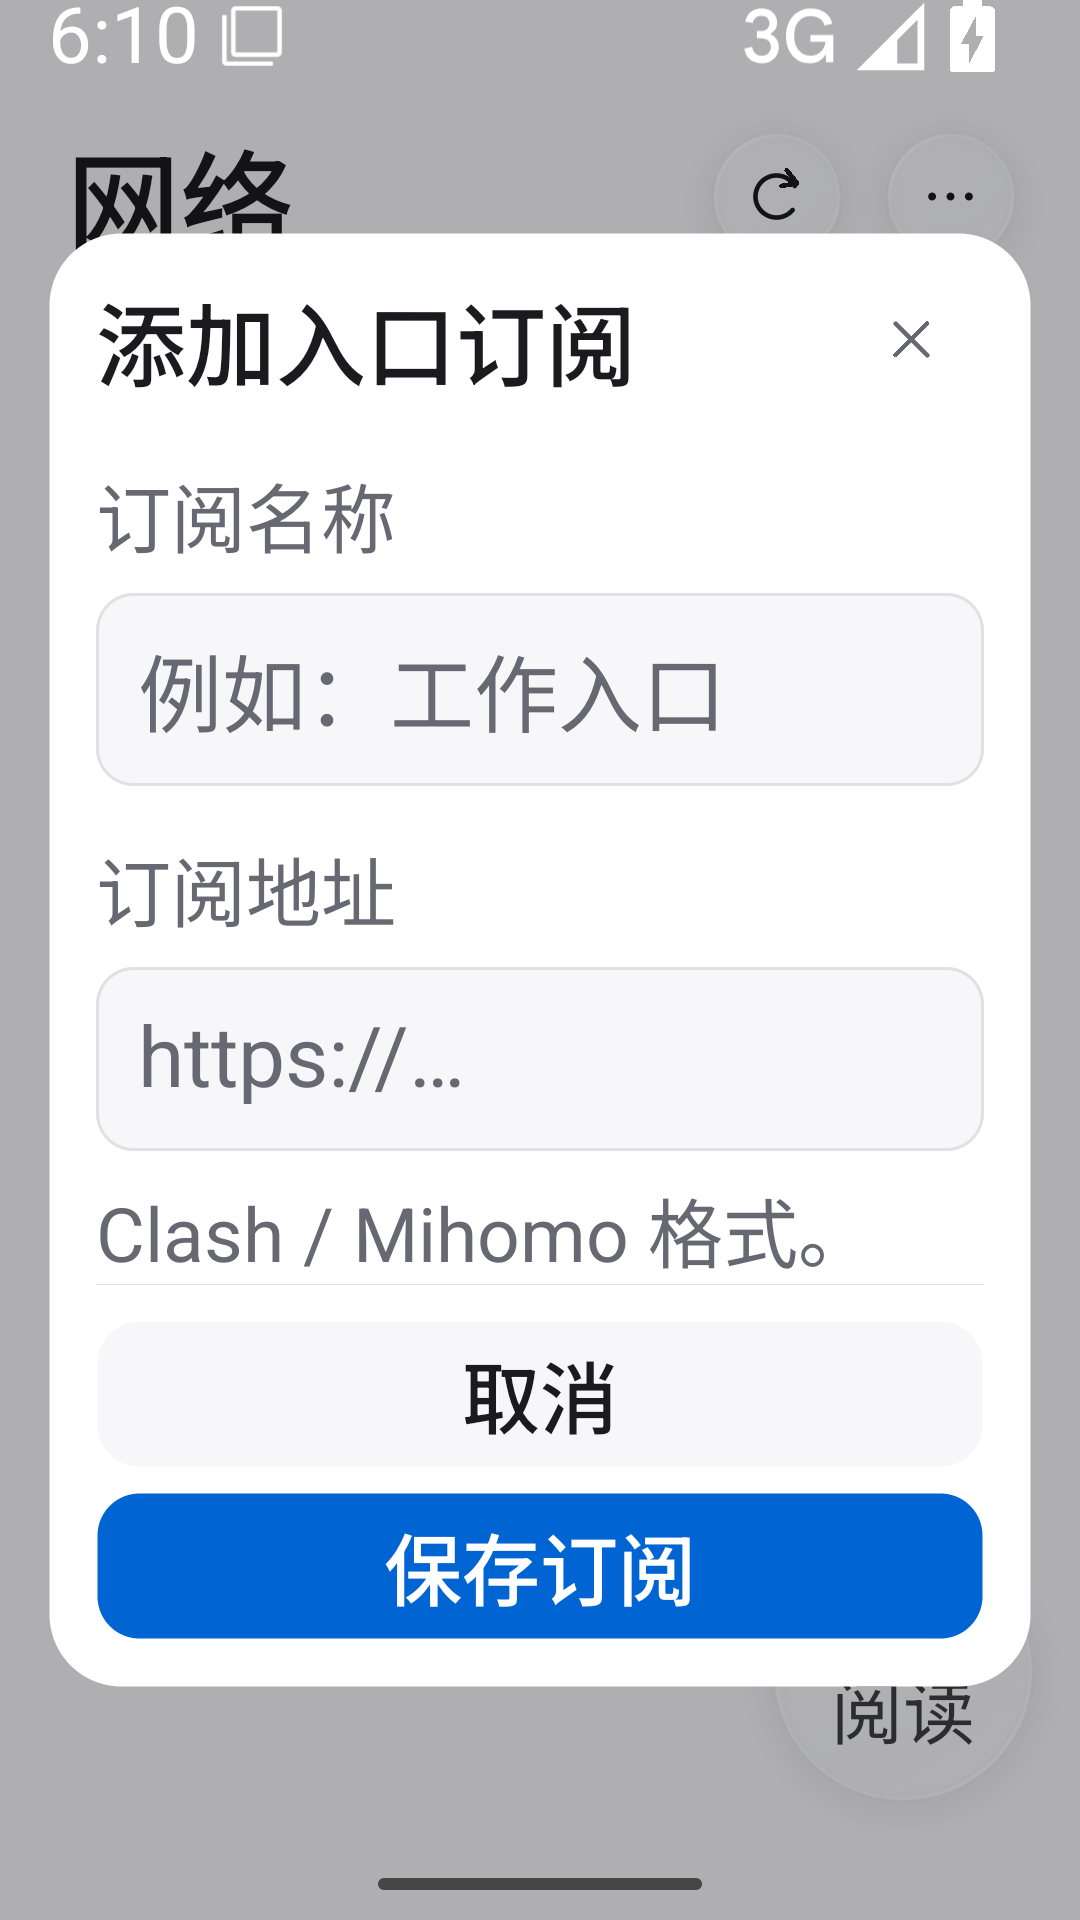 6:10
3G
网络
添加入口订阅
订阅名称
例如：工作入口
订阅地址
https://…
Clash / Mihomo 格式。
取消
保存订阅
阅读